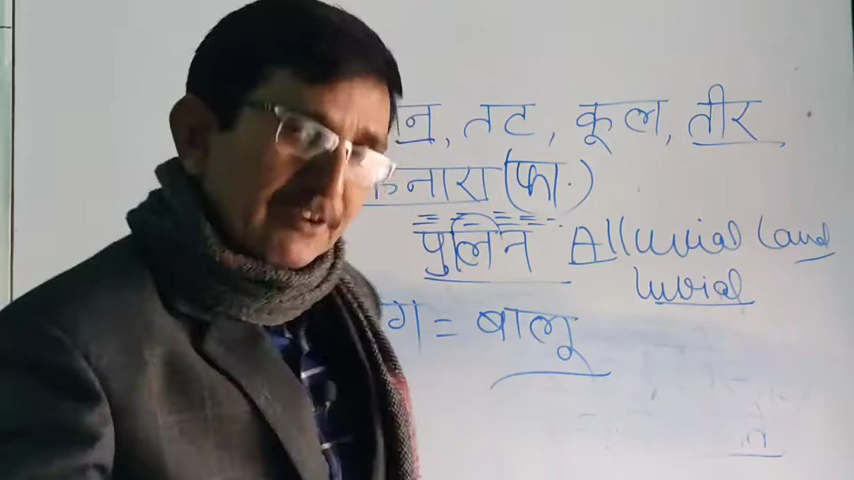 तट, कूल, तीर
किनारा (फा.)
पुलिन Alluvial Land
luvial
= बालू